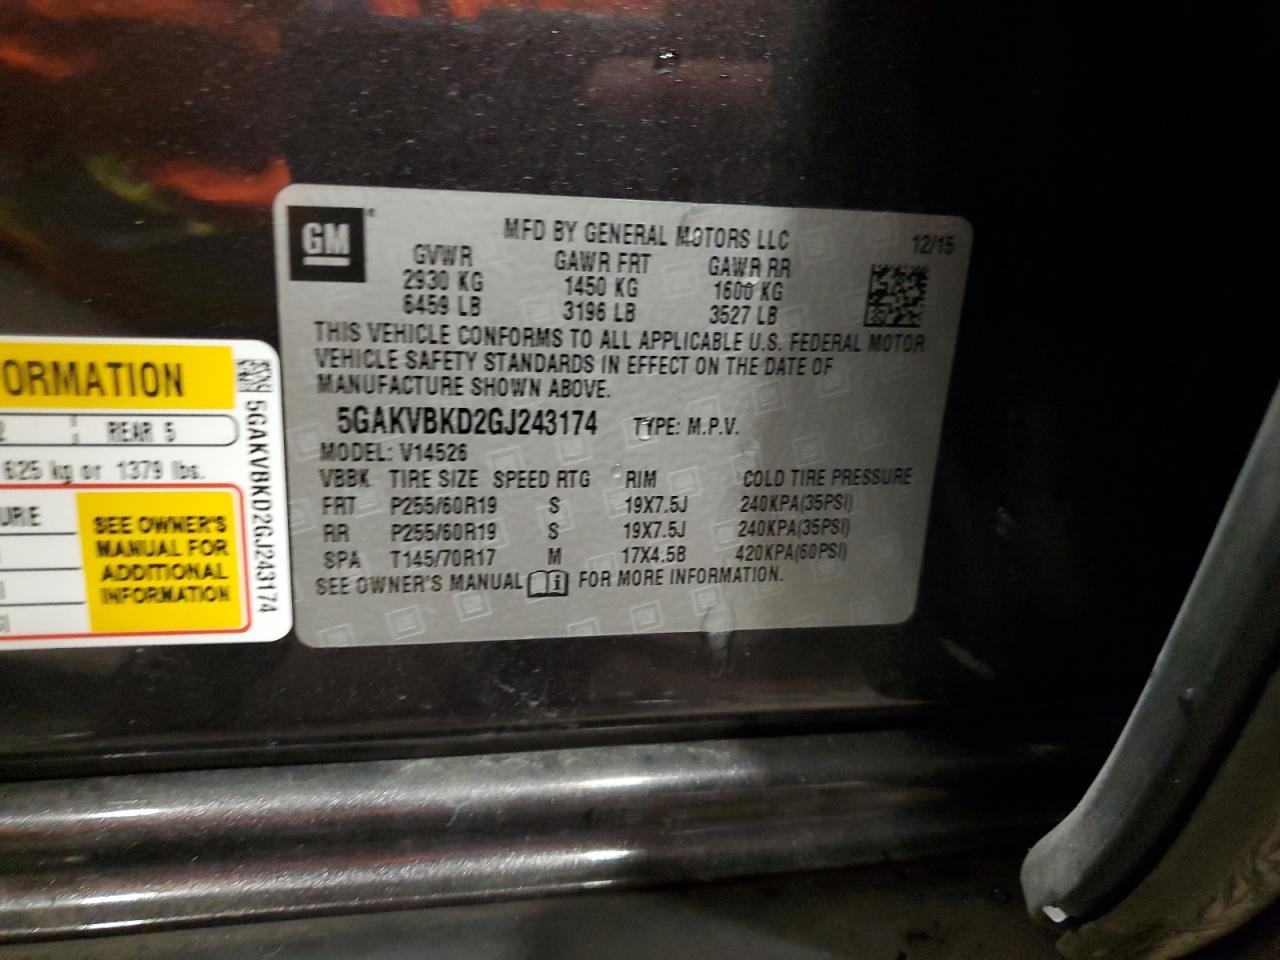 GM
®
MFD BY GENERAL MOTORS LLC
12/15
GVWR GAWR FRT GAWR RR
2930 KG 1450 KG 1600 KG
6459 LB 3196 LB 3527 LB
THIS VEHICLE CONFORMS TO ALL APPLICABLE U.S. FEDERAL MOTOR
VEHICLE SAFETY STANDARDS IN EFFECT ON THE DATE OF
MANUFACTURE SHOWN ABOVE.
5GAKVBKD2GJ243174 TYPE: M.P.V.
MODEL: V14526
VBBK TIRE SIZE SPEED RTG RIM COLD TIRE PRESSURE
FRT P255/60R19 S 19X7.5J 240KPA(35PSI)
RR P255/60R19 S 19X7.5J 240KPA(35PSI)
SPA T145/70R17 M 17X4.5B 420KPA(60PSI)
SEE OWNER'S MANUAL i FOR MORE INFORMATION.
ORMATION
2 REAR 5
625 kg or 1379 lbs.
URE
SEE OWNER'S
MANUAL FOR
ADDITIONAL
INFORMATION
5GAKVBKD2GJ243174